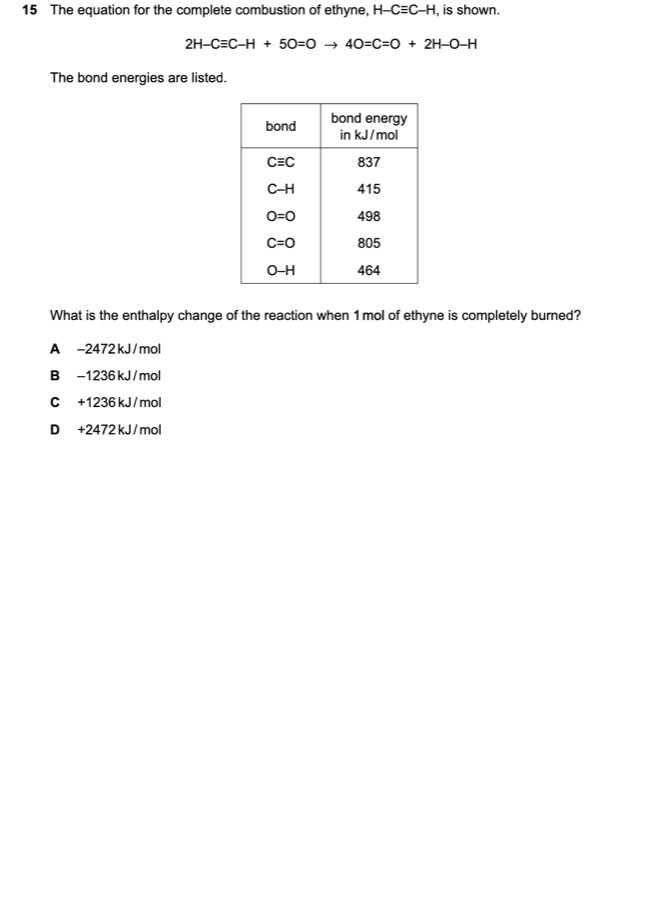 15 The equation for the complete combustion of ethyne, H–C≡C–H, is shown.
2H–C≡C–H + 5O=O → 4O=C=O + 2H–O–H
The bond energies are listed.
bond bond energy in kJ/mol
C≡C 837
C–H 415
O=O 498
C=O 805
O–H 464
What is the enthalpy change of the reaction when 1 mol of ethyne is completely burned?
A –2472 kJ/mol
B –1236 kJ/mol
C +1236 kJ/mol
D +2472 kJ/mol